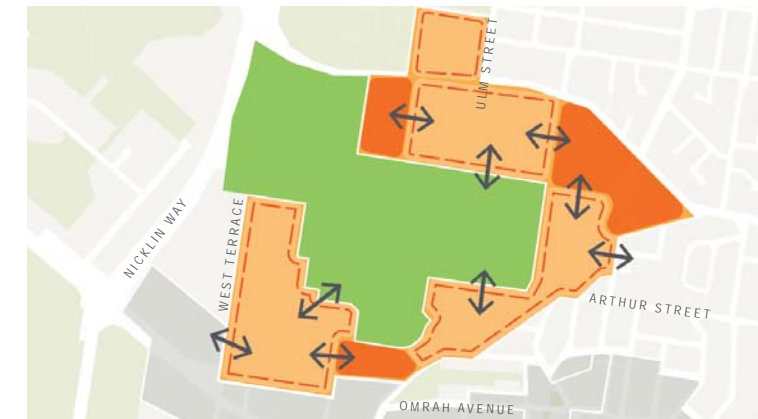 ULM STREET
NICKLIN WAY
WEST TERRACE
ARTHUR STREET
OMRAH AVENUE